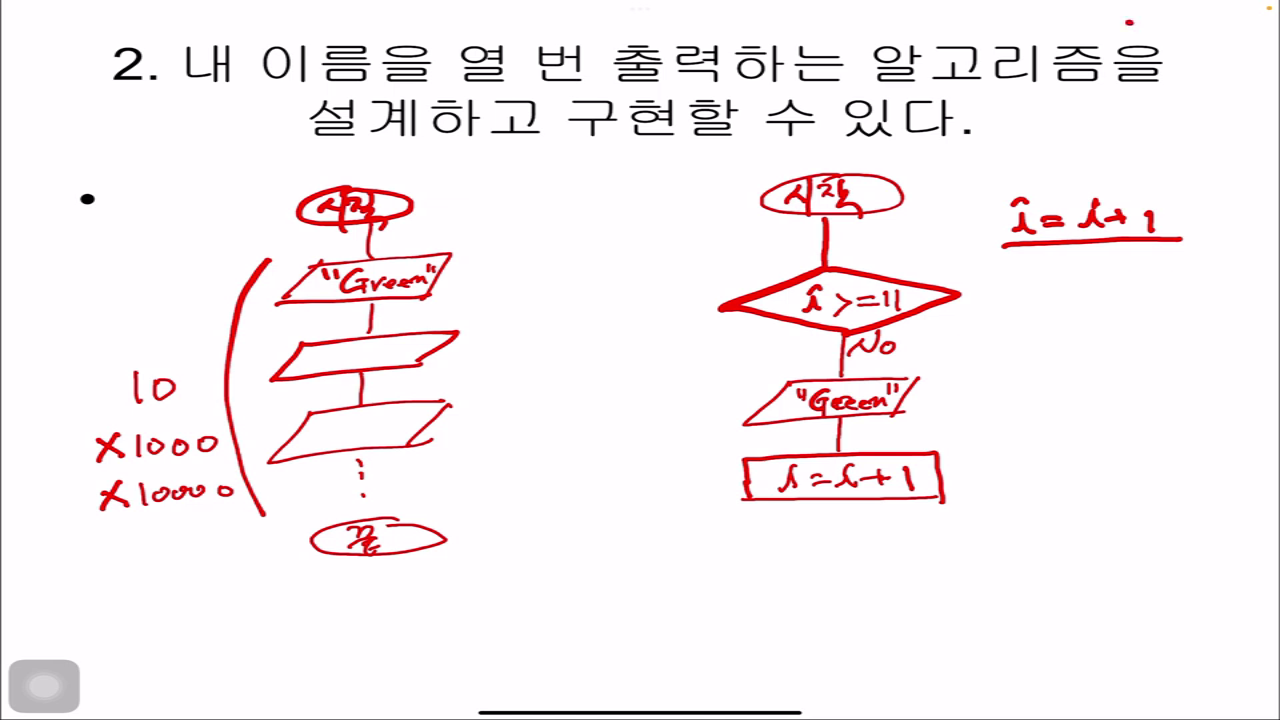 2. 내 이름을 열 번 출력하는 알고리즘을
설계하고 구현할 수 있다.
시작
"Green"
10
×1000
×10000
끝
시작
i >= 11
No
"Green"
i = i + 1
i = i + 1